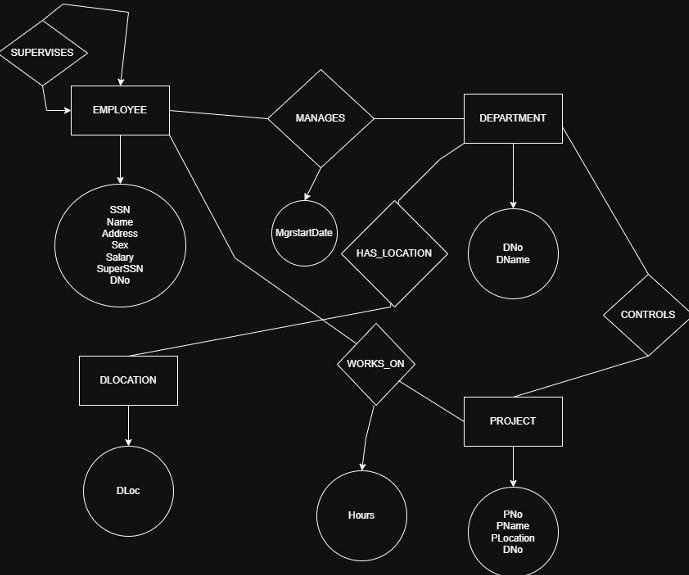 SUPERVISES
EMPLOYEE
MANAGES
DEPARTMENT
SSN
Name
Address
Sex
Salary
SuperSSN
DNo
MgrstartDate
HAS_LOCATION
DNo
DName
CONTROLS
DLOCATION
WORKS_ON
PROJECT
DLoc
Hours
PNo
PName
PLocation
DNo